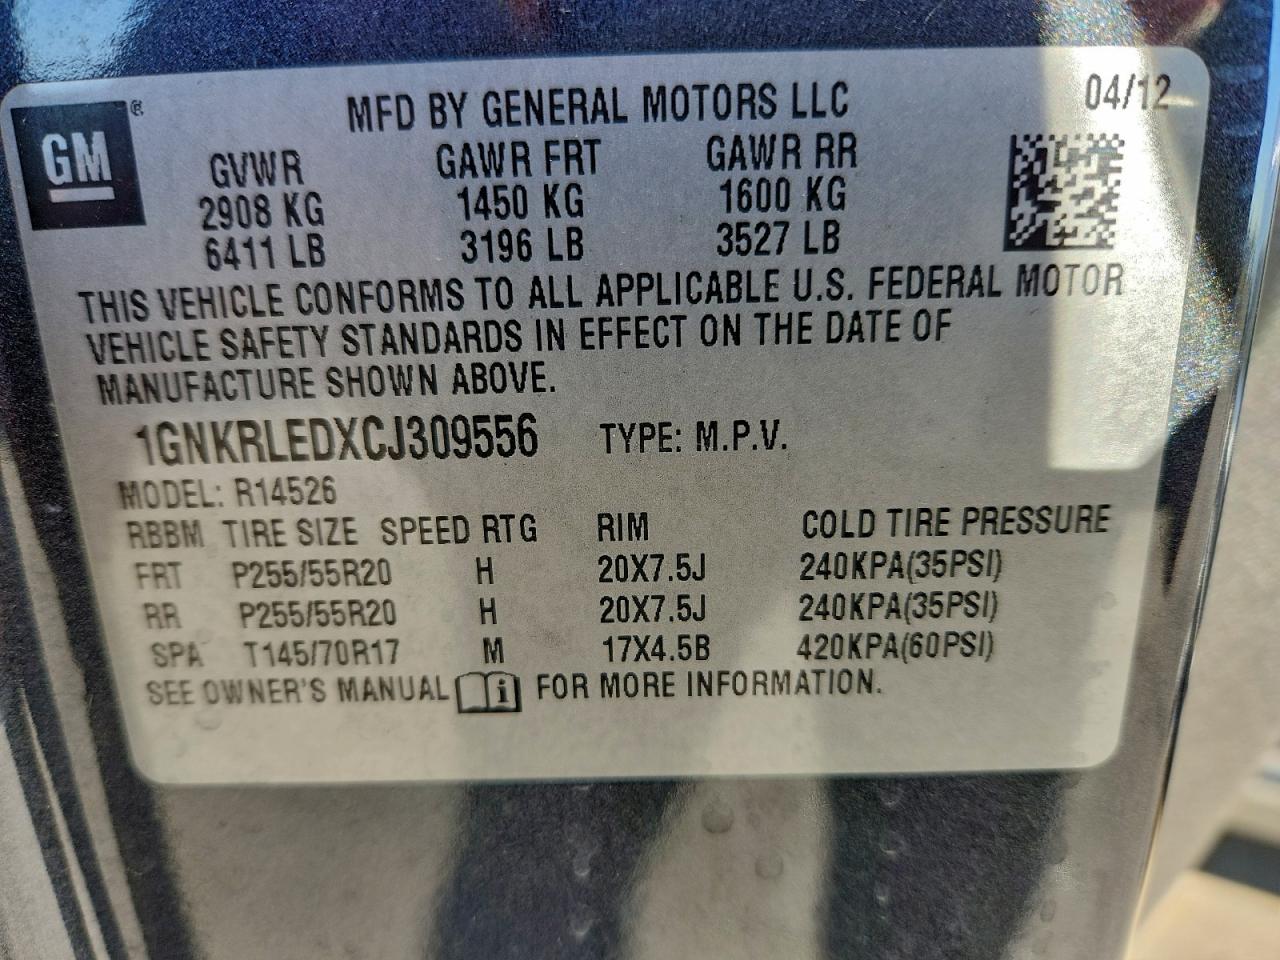 GM ®
MFD BY GENERAL MOTORS LLC 04/12
GVWR GAWR FRT GAWR RR
2908 KG 1450 KG 1600 KG
6411 LB 3196 LB 3527 LB
THIS VEHICLE CONFORMS TO ALL APPLICABLE U.S. FEDERAL MOTOR
VEHICLE SAFETY STANDARDS IN EFFECT ON THE DATE OF
MANUFACTURE SHOWN ABOVE.
1GNKRLEDXCJ309556 TYPE: M.P.V.
MODEL: R14526
RBBM TIRE SIZE SPEED RTG RIM COLD TIRE PRESSURE
FRT P255/55R20 H 20X7.5J 240KPA(35PSI)
RR P255/55R20 H 20X7.5J 240KPA(35PSI)
SPA T145/70R17 M 17X4.5B 420KPA(60PSI)
SEE OWNER'S MANUAL i FOR MORE INFORMATION.